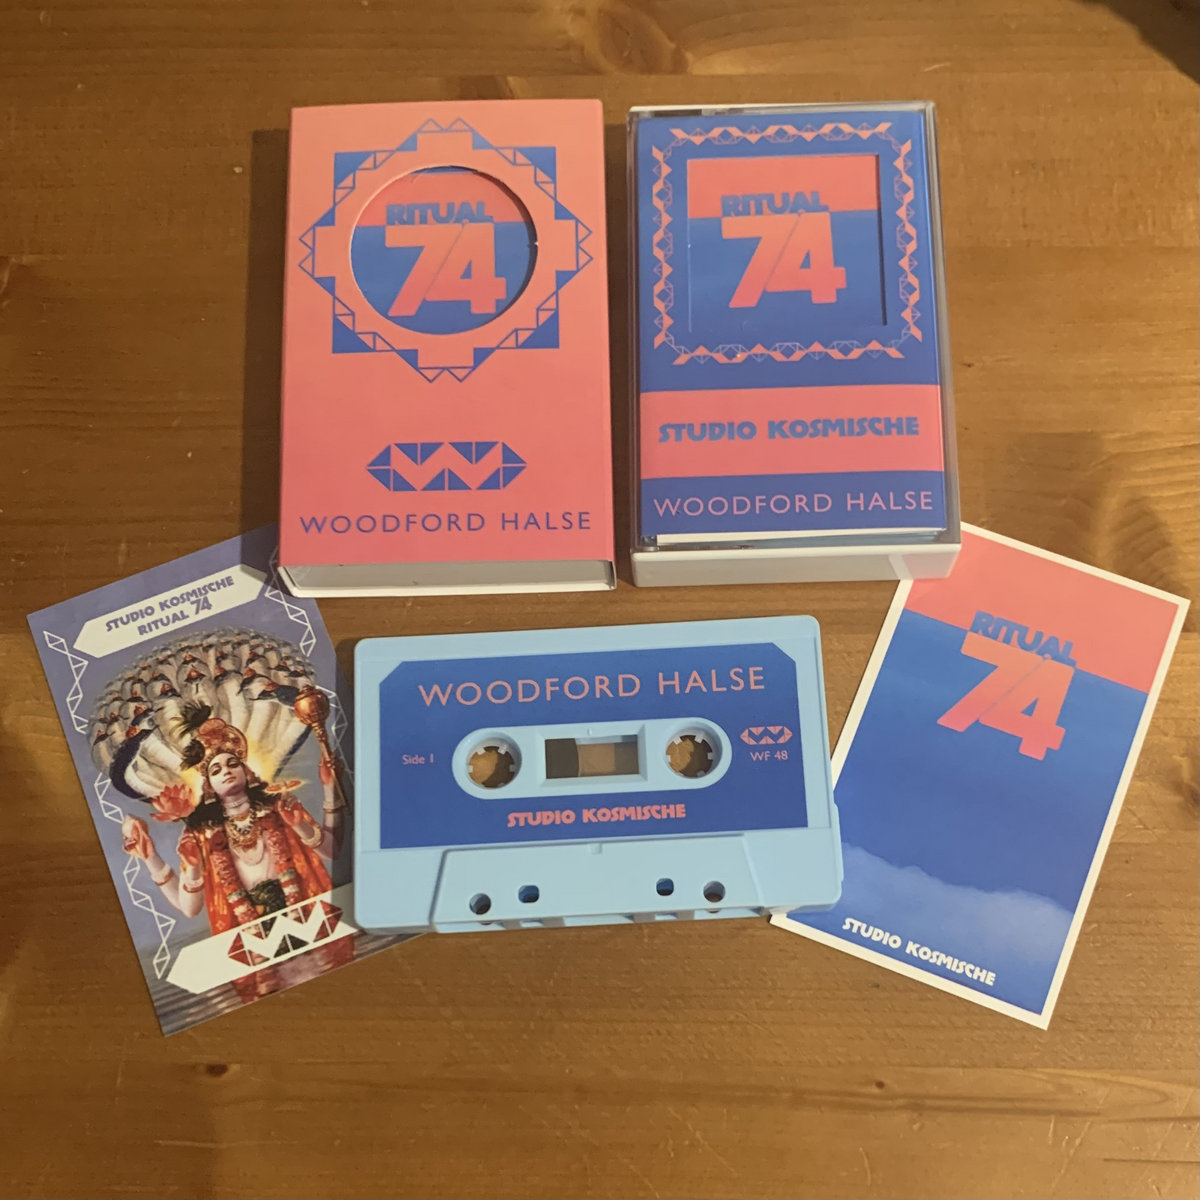 RITUAL
74
WOODFORD HALSE
RITUAL
74
STUDIO KOSMISCHE
WOODFORD HALSE
STUDIO KOSMISCHE
RITUAL 74
WOODFORD HALSE
Side 1
WF 48
STUDIO KOSMISCHE
RITUAL
74
STUDIO KOSMISCHE